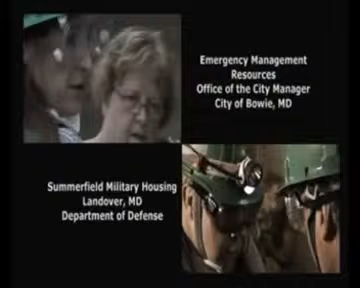 Emergency Management
Resources
Office of the City Manager
City of Bowie, MD
Summerfield Military Housing
Landover, MD
Department of Defense